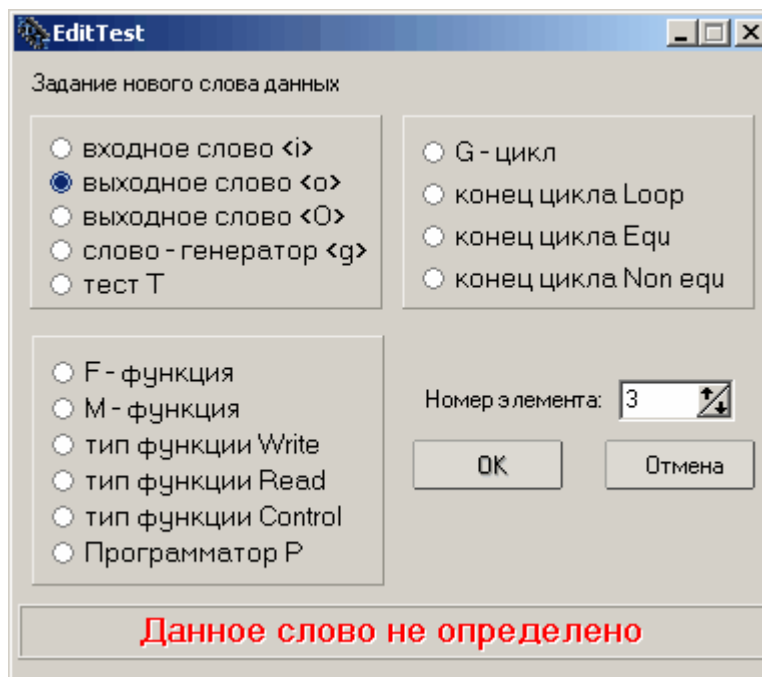 EditTest
Задание нового слова данных
входное слово <i>
выходное слово <o>
выходное слово <O>
слово - генератор <g>
тест Т
G - цикл
конец цикла Loop
конец цикла Equ
конец цикла Non equ
F - функция
М - функция
тип функции Write
тип функции Read
тип функции Control
Программатор Р
Номер элемента: 3
OK
Отмена
Данное слово не определено